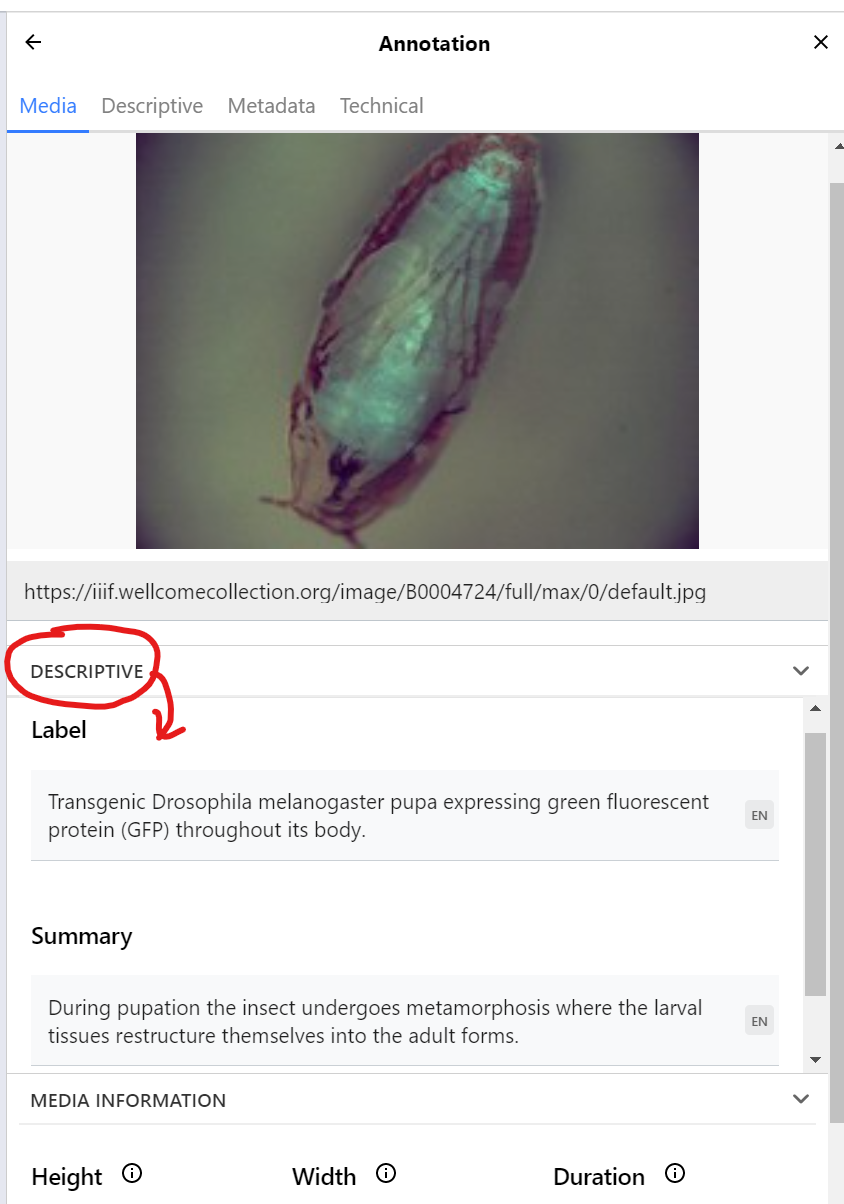 Annotation
Media Descriptive Metadata Technical
https://iiif.wellcomecollection.org/image/B0004724/full/max/0/default.jpg
DESCRIPTIVE
Label
Transgenic Drosophila melanogaster pupa expressing green fluorescent
protein (GFP) throughout its body.
EN
Summary
During pupation the insect undergoes metamorphosis where the larval
tissues restructure themselves into the adult forms.
EN
MEDIA INFORMATION
Height Width Duration